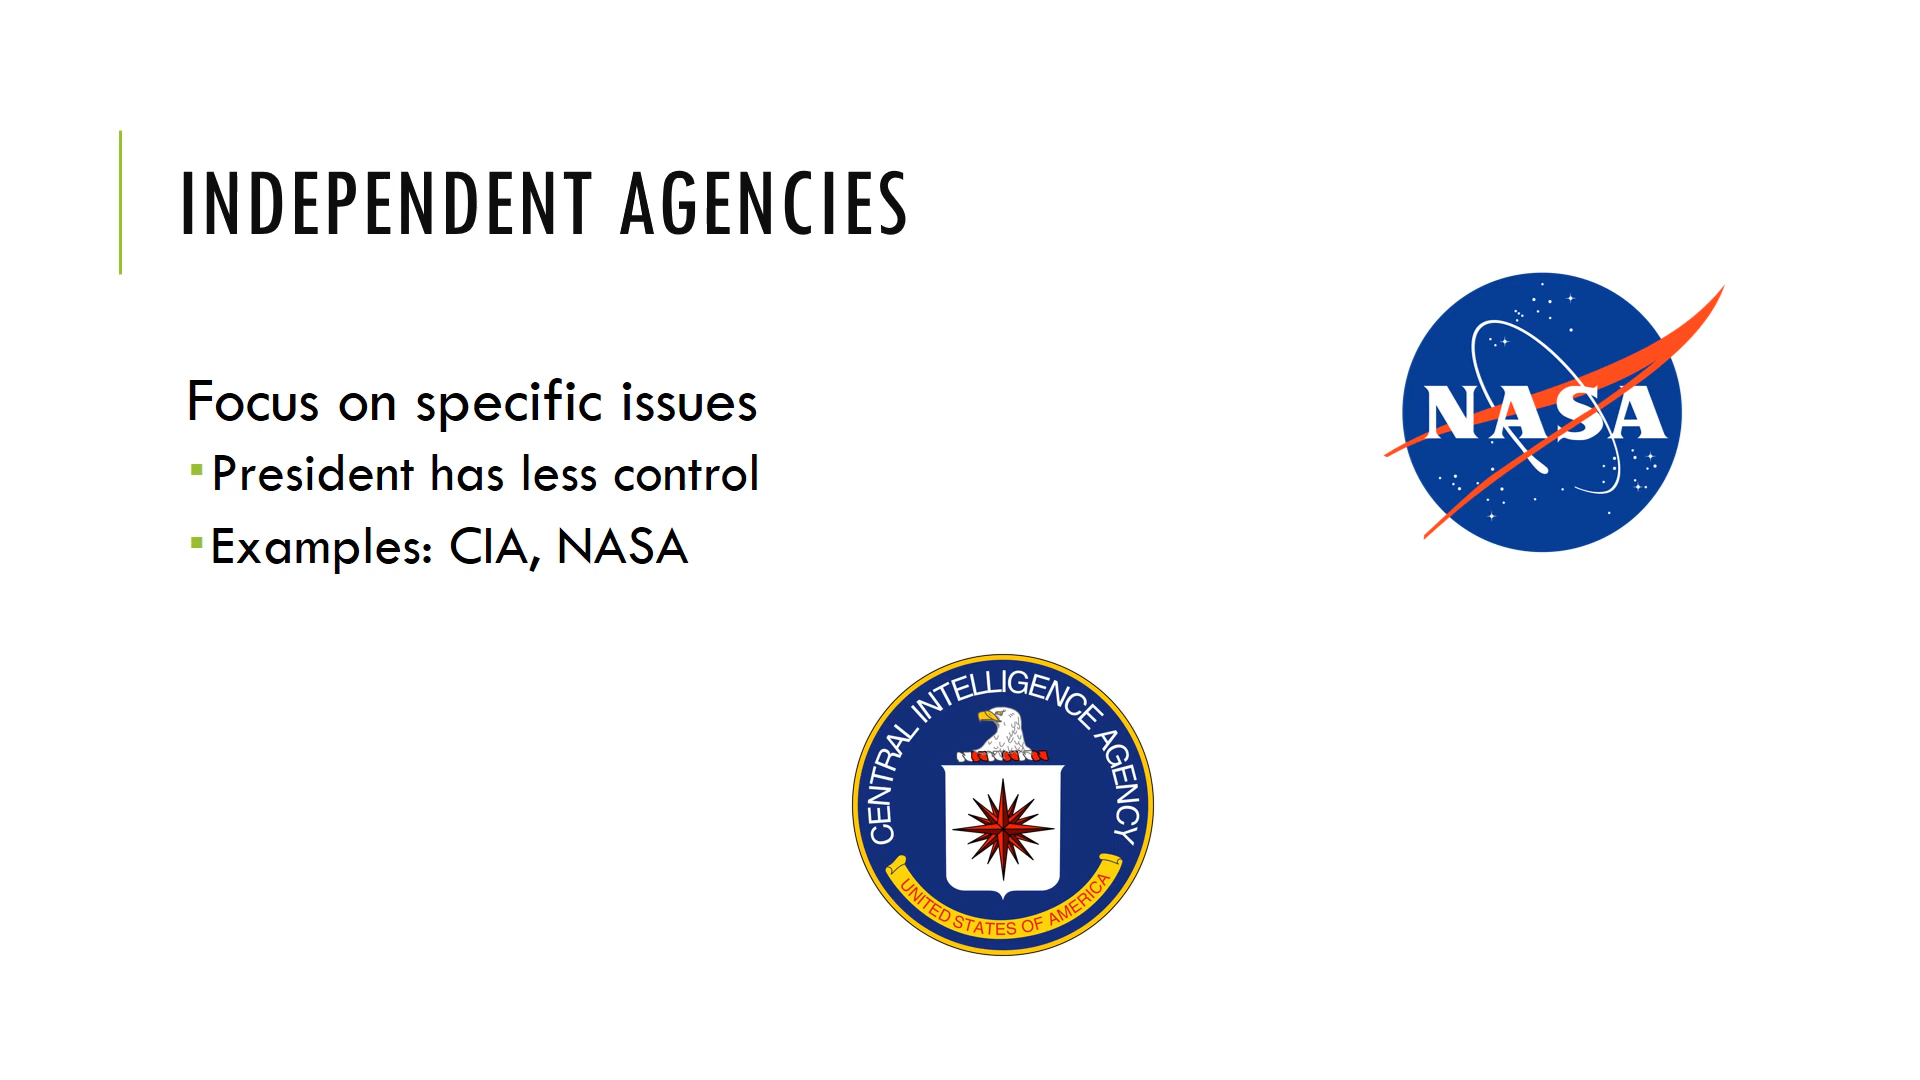 INDEPENDENT AGENCIES
Focus on specific issues
▪President has less control
▪Examples: CIA, NASA
NASA
CENTRAL INTELLIGENCE AGENCY
UNITED STATES OF AMERICA